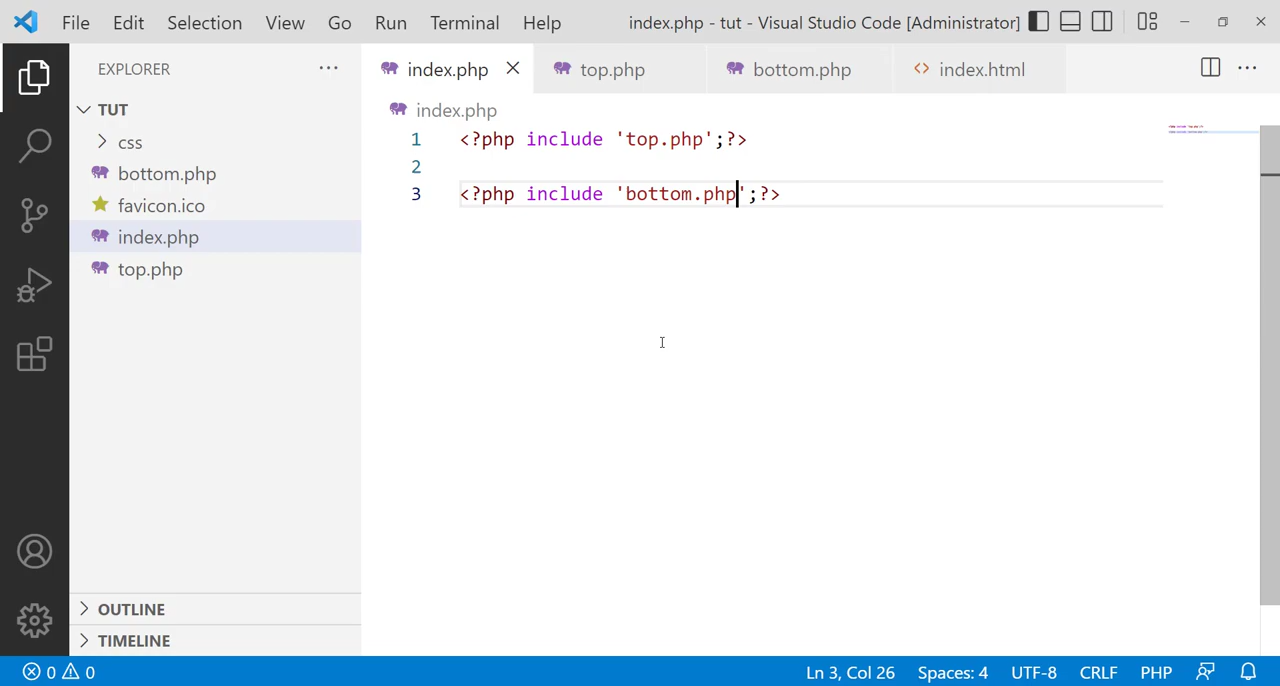 File Edit Selection View Go Run Terminal Help index.php - tut - Visual Studio Code [Administrator]
EXPLORER
TUT
css
bottom.php
favicon.ico
index.php
top.php
OUTLINE
TIMELINE
index.php top.php bottom.php index.html
index.php
1 <?php include 'top.php';?>
2
3 <?php include 'bottom.php';?>
0 0 Ln 3, Col 26 Spaces: 4 UTF-8 CRLF PHP